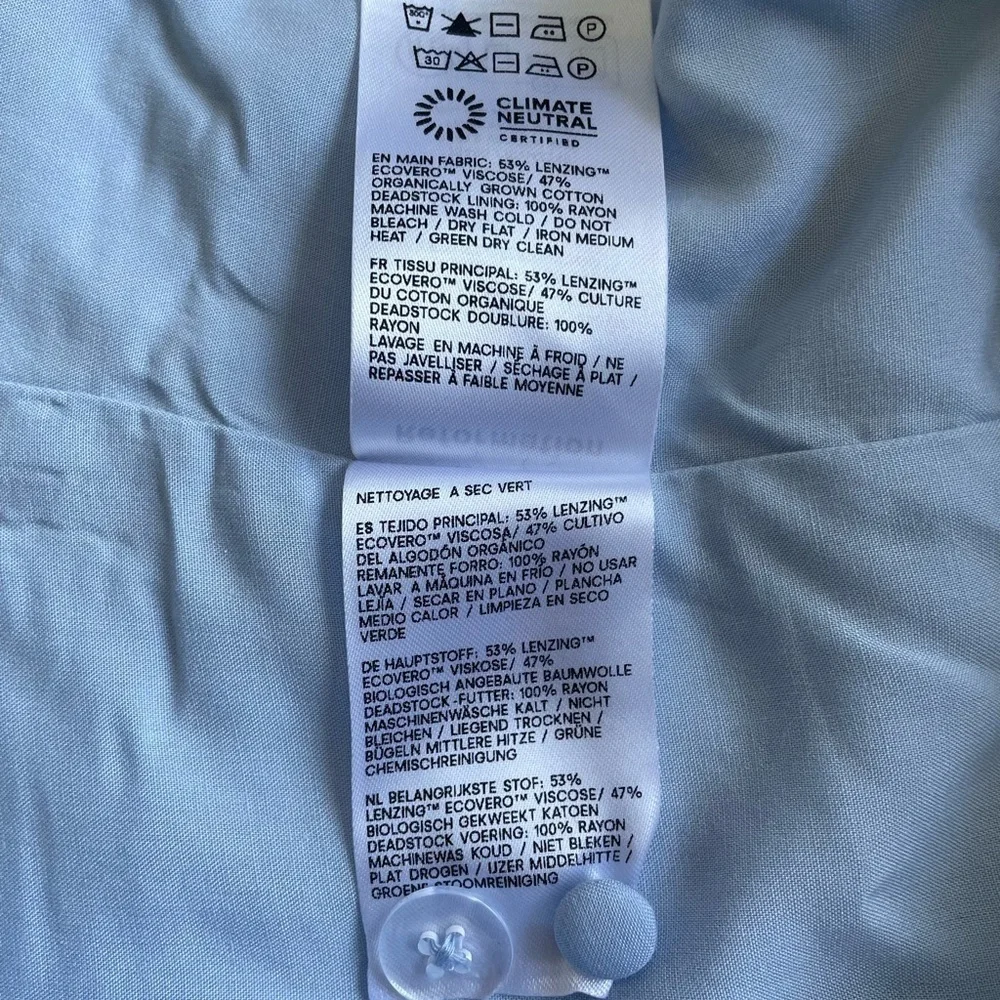 30
P
P
CLIMATE
NEUTRAL
CERTIFIED
EN MAIN FABRIC: 53% LENZING™
ECOVERO™ VISCOSE/ 47%
ORGANICALLY GROWN COTTON
DEADSTOCK LINING: 100% RAYON
MACHINE WASH COLD / DO NOT
BLEACH / DRY FLAT / IRON MEDIUM
HEAT / GREEN DRY CLEAN
FR TISSU PRINCIPAL: 53% LENZING™
ECOVERO™ VISCOSE/ 47% CULTURE
DU COTON ORGANIQUE
DEADSTOCK DOUBLURE: 100%
RAYON
LAVAGE EN MACHINE À FROID / NE
PAS JAVELLISER / SÉCHAGE À PLAT /
REPASSER À FAIBLE MOYENNE
Reformation
NETTOYAGE A SEC VERT
ES TEJIDO PRINCIPAL: 53% LENZING™
ECOVERO™ VISCOSA/ 47% CULTIVO
DEL ALGODÓN ORGÁNICO
REMANENTE FORRO: 100% RAYÓN
LAVAR A MÁQUINA EN FRÍO / NO USAR
LEJÍA / SECAR EN PLANO / PLANCHA
MEDIO CALOR / LIMPIEZA EN SECO
VERDE
DE HAUPTSTOFF: 53% LENZING™
ECOVERO™ VISKOSE/ 47%
BIOLOGISCH ANGEBAUTE BAUMWOLLE
DEADSTOCK-FUTTER: 100% RAYON
MASCHINENWÄSCHE KALT / NICHT
BLEICHEN / LIEGEND TROCKNEN /
BÜGELN MITTLERE HITZE / GRÜNE
CHEMISCHREINIGUNG
NL BELANGRIJKSTE STOF: 53%
LENZING™ ECOVERO™ VISCOSE/ 47%
BIOLOGISCH GEKWEEKT KATOEN
DEADSTOCK VOERING: 100% RAYON
MACHINEWAS KOUD / NIET BLEKEN /
PLAT DROGEN / IJZER MIDDELHITTE /
GROENE STOOMREINIGING